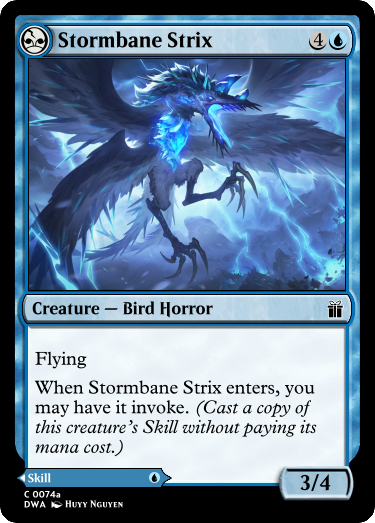 Stormbane Strix 4
Creature — Bird Horror
Flying
When Stormbane Strix enters, you
may have it invoke. (Cast a copy of
this creature's Skill without paying its
mana cost.)
Skill
3/4
C 0074a
DWA Huyy Nguyen